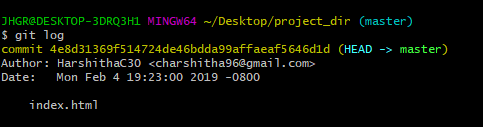 JHGR@DESKTOP-3DRQ3H1 MINGW64 ~/Desktop/project_dir (master)
$ git log
commit 4e8d31369f514724de46bdda99affaeaf5646d1d (HEAD -> master)
Author: HarshithaC30 <charshitha96@gmail.com>
Date:   Mon Feb 4 19:23:00 2019 -0800
    index.html